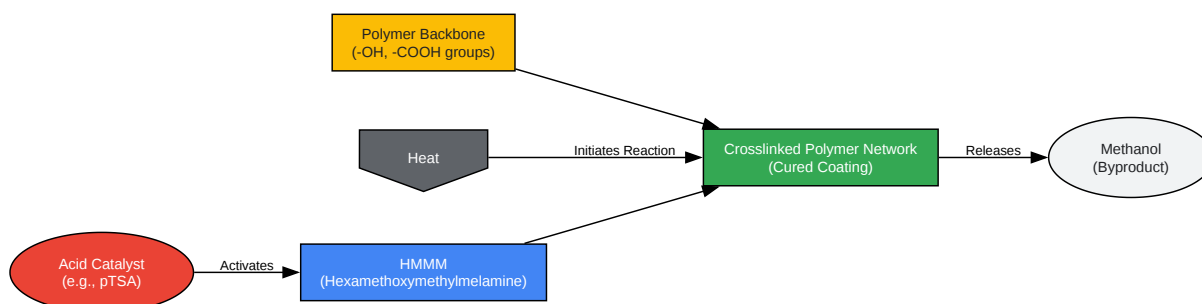 Polymer Backbone
(-OH, -COOH groups)
Heat
Initiates Reaction
Crosslinked Polymer Network
(Cured Coating)
Releases
Methanol
(Byproduct)
Acid Catalyst
(e.g., pTSA)
Activates
HMMM
(Hexamethoxymethylmelamine)